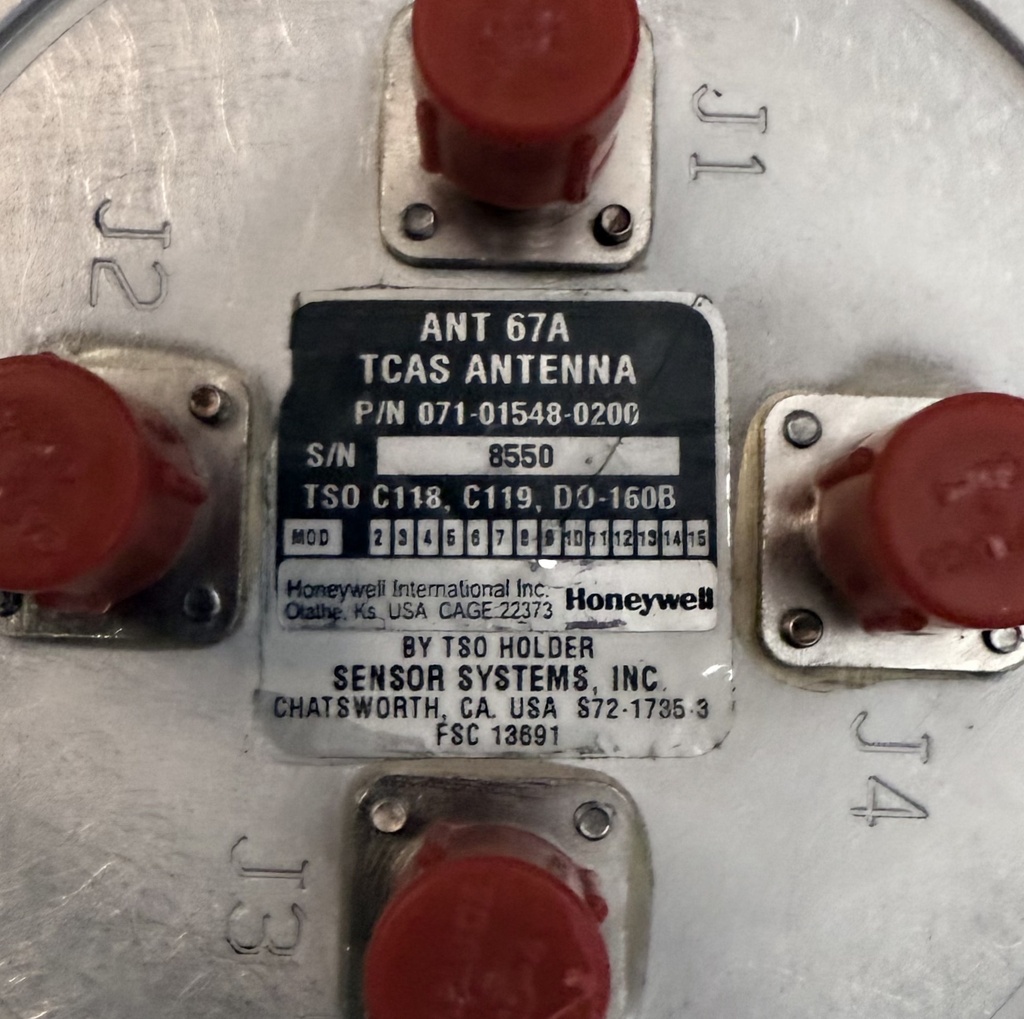 J1
J2
ANT 67A
TCAS ANTENNA
P/N 071-01548-0200
S/N 8550
TSO C118, C119, DO-160B
MOD 2 3 4 5 6 7 8 9 10 11 12 13 14 15
Honeywell International Inc.
Olathe, Ks, USA CAGE 22373 Honeywell
BY TSO HOLDER
SENSOR SYSTEMS, INC.
CHATSWORTH, CA. USA S72-1735-3
FSC 13691
J4
J3